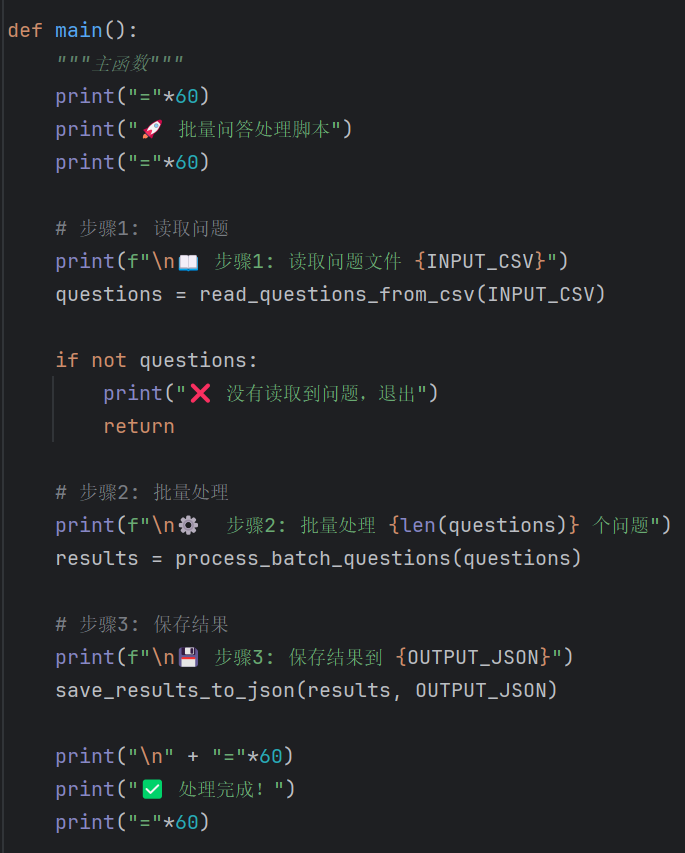 def main():
    """主函数"""
    print("="*60)
    print("🚀 批量问答处理脚本")
    print("="*60)

    # 步骤1: 读取问题
    print(f"\n📖 步骤1: 读取问题文件 {INPUT_CSV}")
    questions = read_questions_from_csv(INPUT_CSV)

    if not questions:
        print("❌ 没有读取到问题，退出")
        return

    # 步骤2: 批量处理
    print(f"\n⚙️  步骤2: 批量处理 {len(questions)} 个问题")
    results = process_batch_questions(questions)

    # 步骤3: 保存结果
    print(f"\n💾 步骤3: 保存结果到 {OUTPUT_JSON}")
    save_results_to_json(results, OUTPUT_JSON)

    print("\n" + "="*60)
    print("✅ 处理完成！")
    print("="*60)